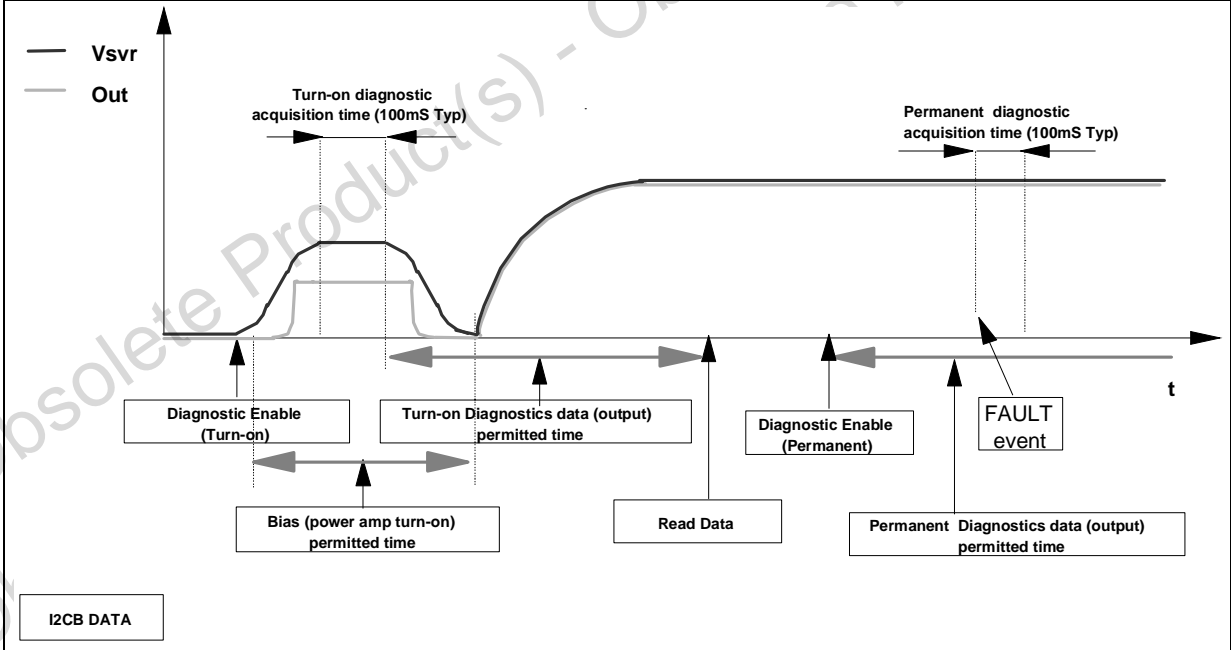 Vsvr
Out
Turn-on diagnostic
acquisition time (100mS Typ)
Permanent diagnostic
acquisition time (100mS Typ)
t
Diagnostic Enable
(Turn-on)
Turn-on Diagnostics data (output)
permitted time
Diagnostic Enable
(Permanent)
FAULT
event
Bias (power amp turn-on)
permitted time
Read Data
Permanent Diagnostics data (output)
permitted time
I2CB DATA
Obsolete Product(s) -